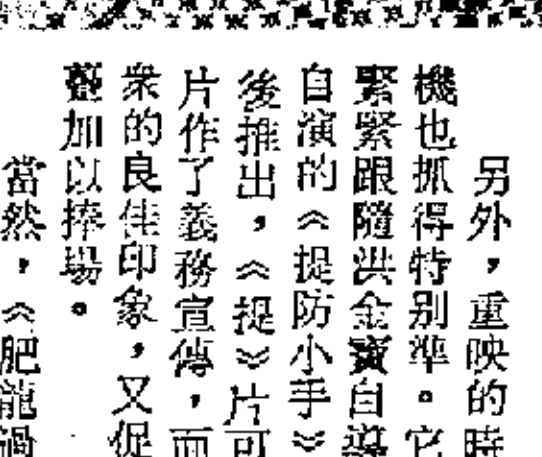 另外，重映的時
機也抓得特別準。它
緊緊跟隨洪金寶自導
自演的《提防小手》
後推出，《提》片可
片作了義務宣傳，而
衆的良佳印象，又促
藝加以捧場。
當然，《肥龍過